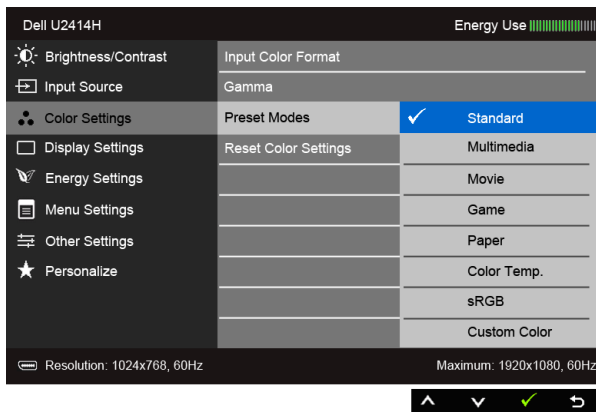 Dell U2414H Energy Use
Brightness/Contrast Input Color Format
Input Source Gamma
Color Settings Preset Modes Standard
Display Settings Reset Color Settings Multimedia
Energy Settings Movie
Menu Settings Game
Other Settings Paper
Personalize Color Temp.
sRGB
Custom Color
Resolution: 1024x768, 60Hz Maximum: 1920x1080, 60Hz